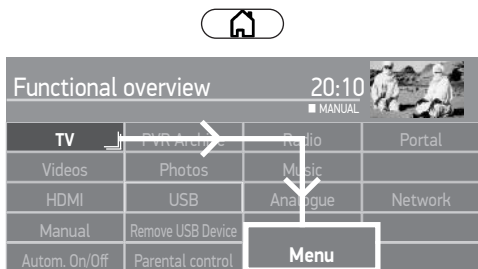 Functional overview 20:10
■ MANUAL
TV PVR Archive Radio Portal
Videos Photos Music
HDMI USB Analogue Network
Manual Remove USB Device
Menu
Autom. On/Off Parental control